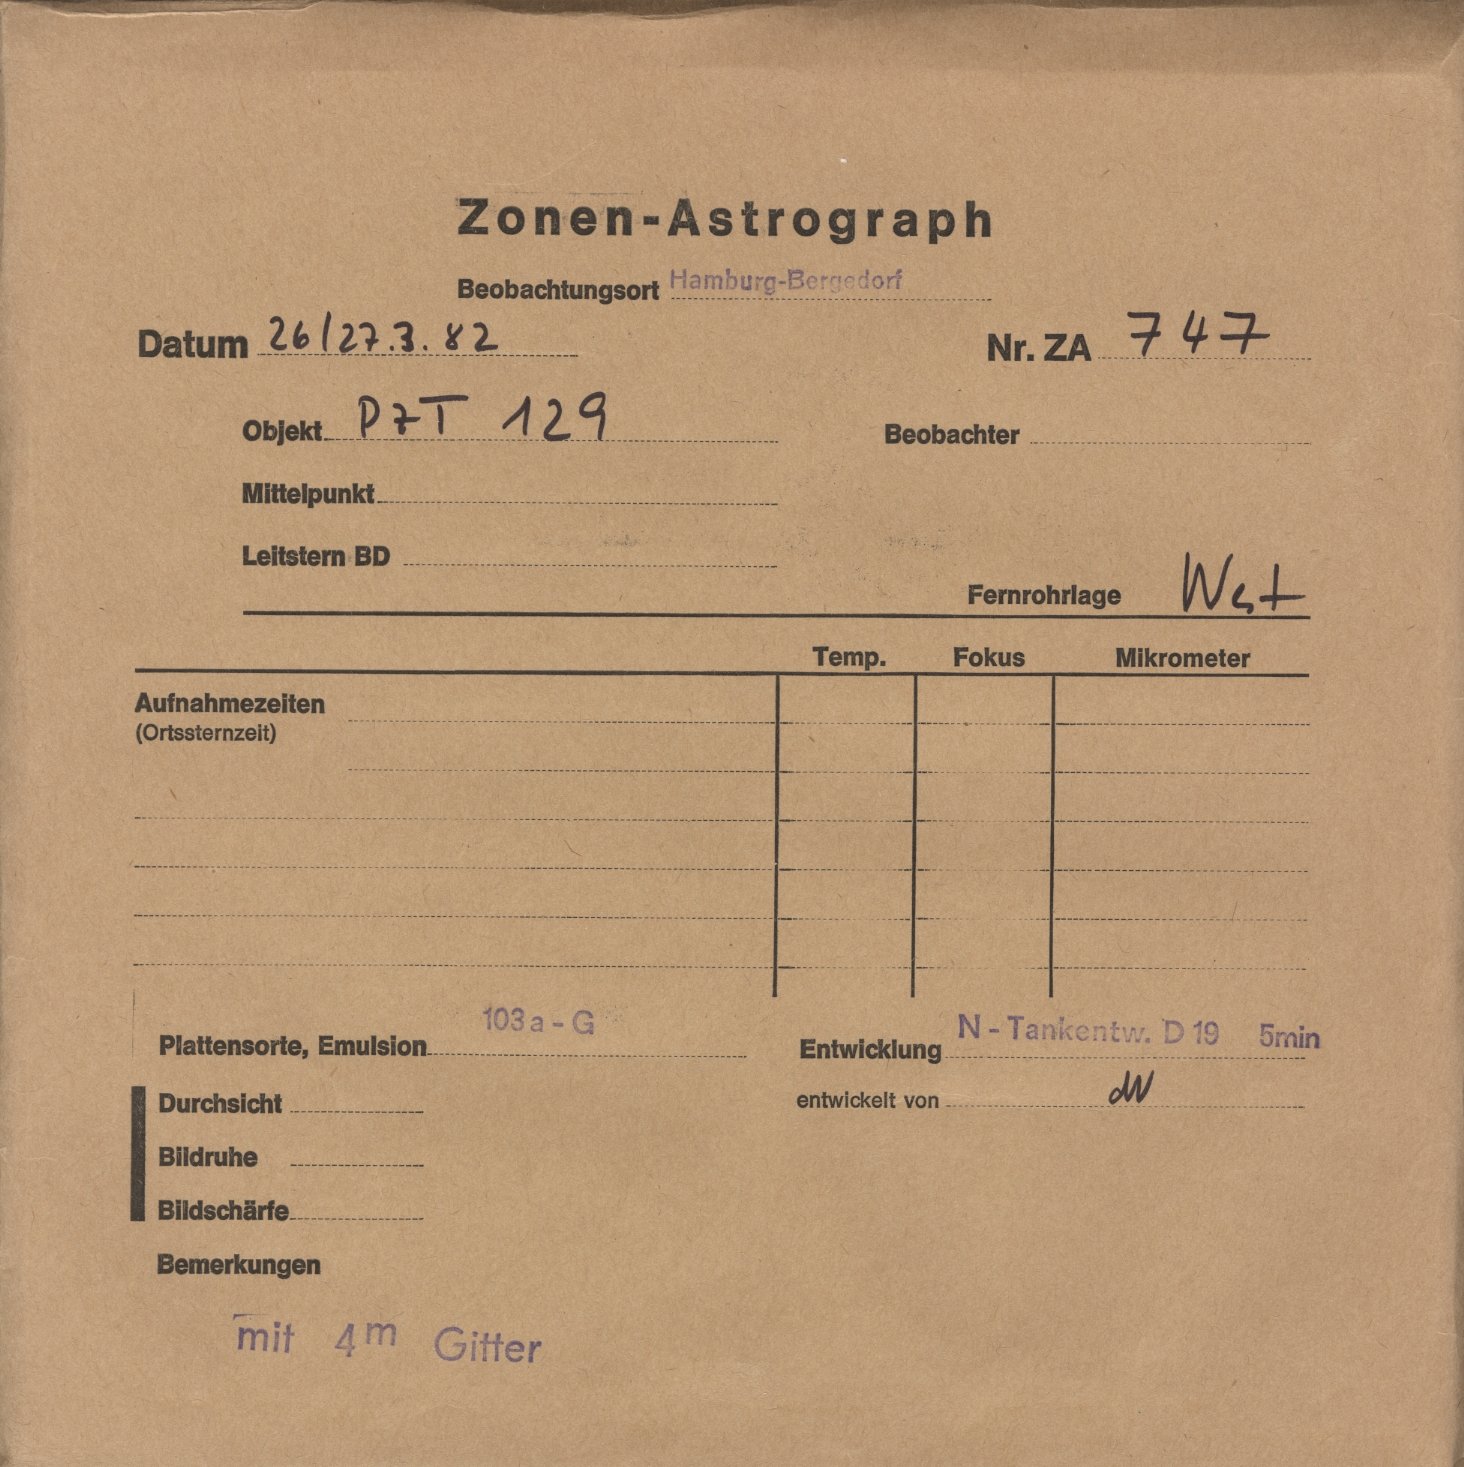 Zonen-Astrograph
Beobachtungsort Hamburg-Bergedorf
Datum 26/27.3.82 Nr. ZA 747
Objekt PZT 129 Beobachter
Mittelpunkt
Leitstern BD
Fernrohrlage West
Temp. Fokus Mikrometer
Aufnahmezeiten
(Ortssternzeit)
Plattensorte, Emulsion 103a-G Entwicklung N-Tankentw. D 19 5min
Durchsicht entwickelt von
Bildruhe
Bildschärfe
Bemerkungen
mit 4m Gitter